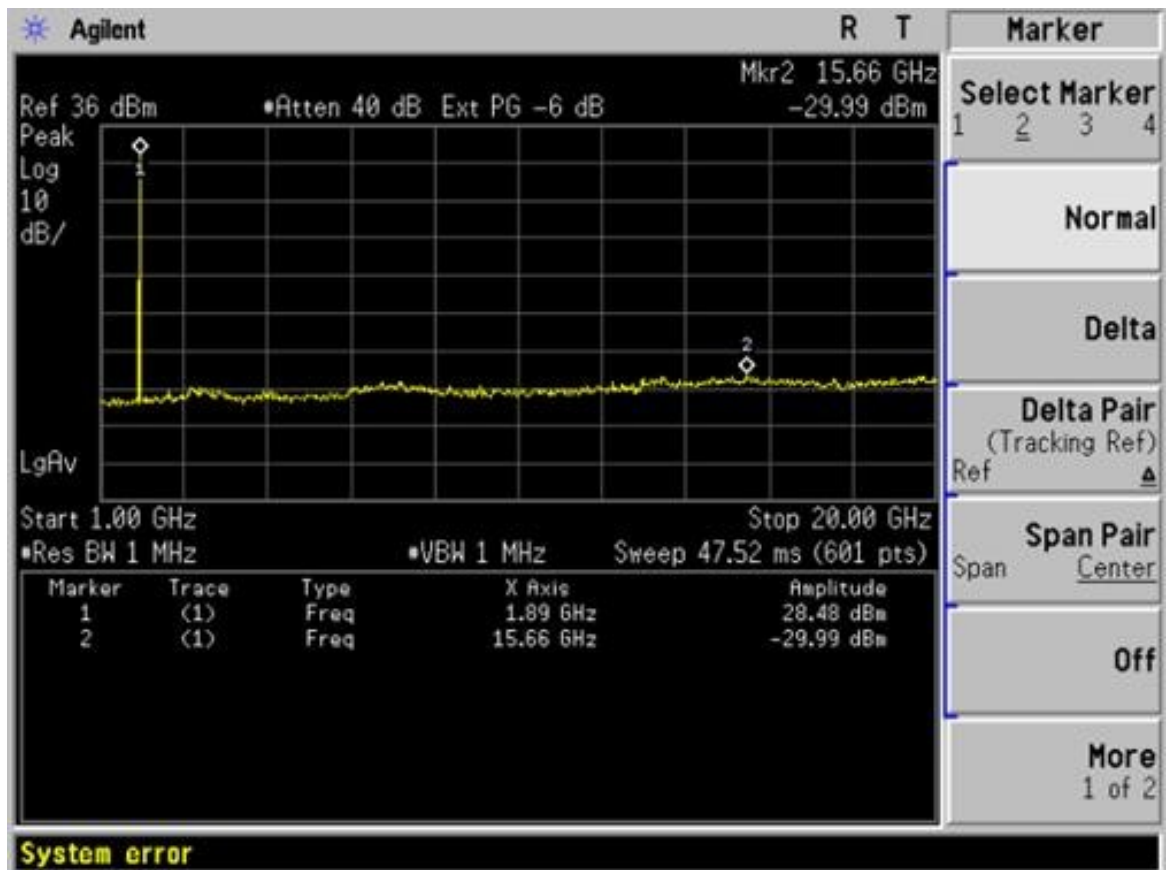 Agilent R T Marker
Mkr2 15.66 GHz
Ref 36 dBm •Atten 40 dB Ext PG -6 dB -29.99 dBm
Peak
Log
10
dB/
1
2
LgAv
Start 1.00 GHz Stop 20.00 GHz
•Res BW 1 MHz •VBW 1 MHz Sweep 47.52 ms (601 pts)
Marker Trace Type X Axis Amplitude
1 (1) Freq 1.89 GHz 28.48 dBm
2 (1) Freq 15.66 GHz -29.99 dBm
Select Marker
1 2 3 4
Normal
Delta
Delta Pair
(Tracking Ref)
Ref Δ
Span Pair
Span Center
Off
More
1 of 2
System error